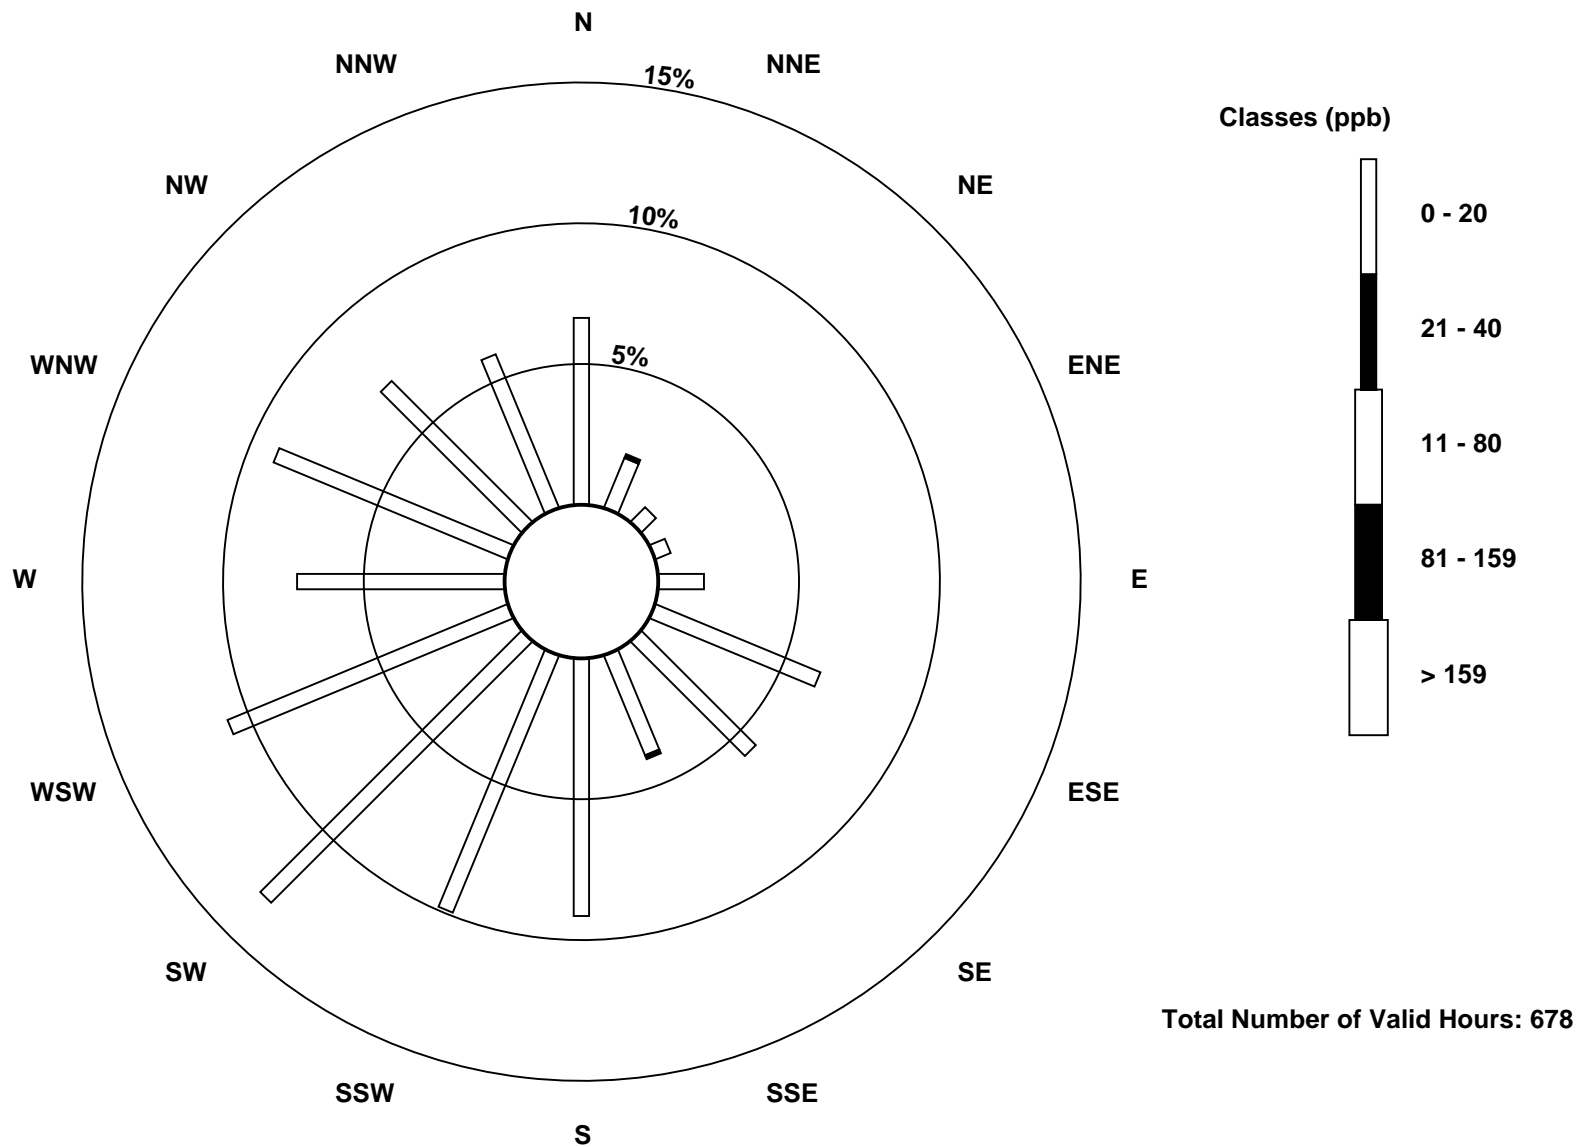 N
NNW
NNE
15%
Classes (ppb)
NW
NE
0 - 20
10%
21 - 40
WNW
5%
ENE
11 - 80
W
E
81 - 159
> 159
WSW
ESE
SW
SE
Total Number of Valid Hours: 678
SSW
SSE
S